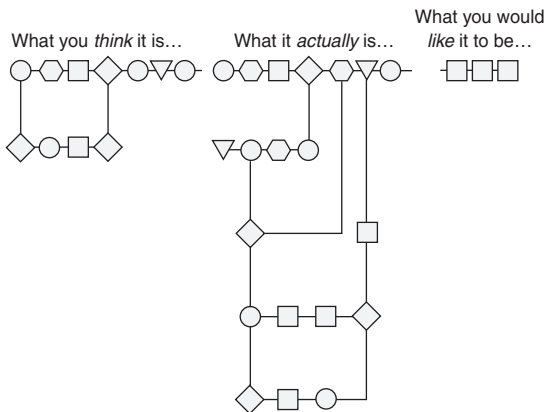 What you think it is…
What it actually is…
What you would
like it to be…